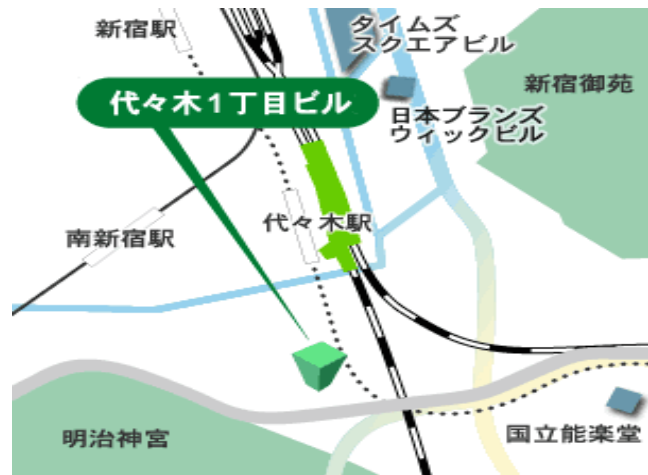 新宿駅
タイムズ
スクエアビル
新宿御苑
代々木1丁目ビル
日本ブランズ
ウィックビル
代々木駅
南新宿駅
明治神宮
国立能楽堂